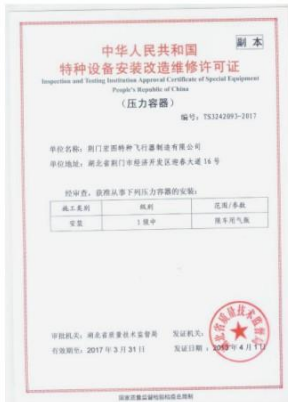 副 本
中华人民共和国
特种设备安装改造维修许可证
Inspection and Testing Institution Approval Certificate of Special Equipment
People's Republic of China
（压力容器）
编号：TS3242093-2017
单位名称：荆门宏图特种飞行器制造有限公司
单位地址：湖北省荆门市经济开发区迎春大道 16 号
经审查，获准从事下列压力容器的安装：
施工类别 级别 范围/参数
安装 1 级中 限车用气瓶
审批机关：湖北省质量技术监督局 发证机关：
有效期至：2017 年 3 月 31 日 发证日期：2013 年 4 月 1 日
国家质量监督检验检疫总局制